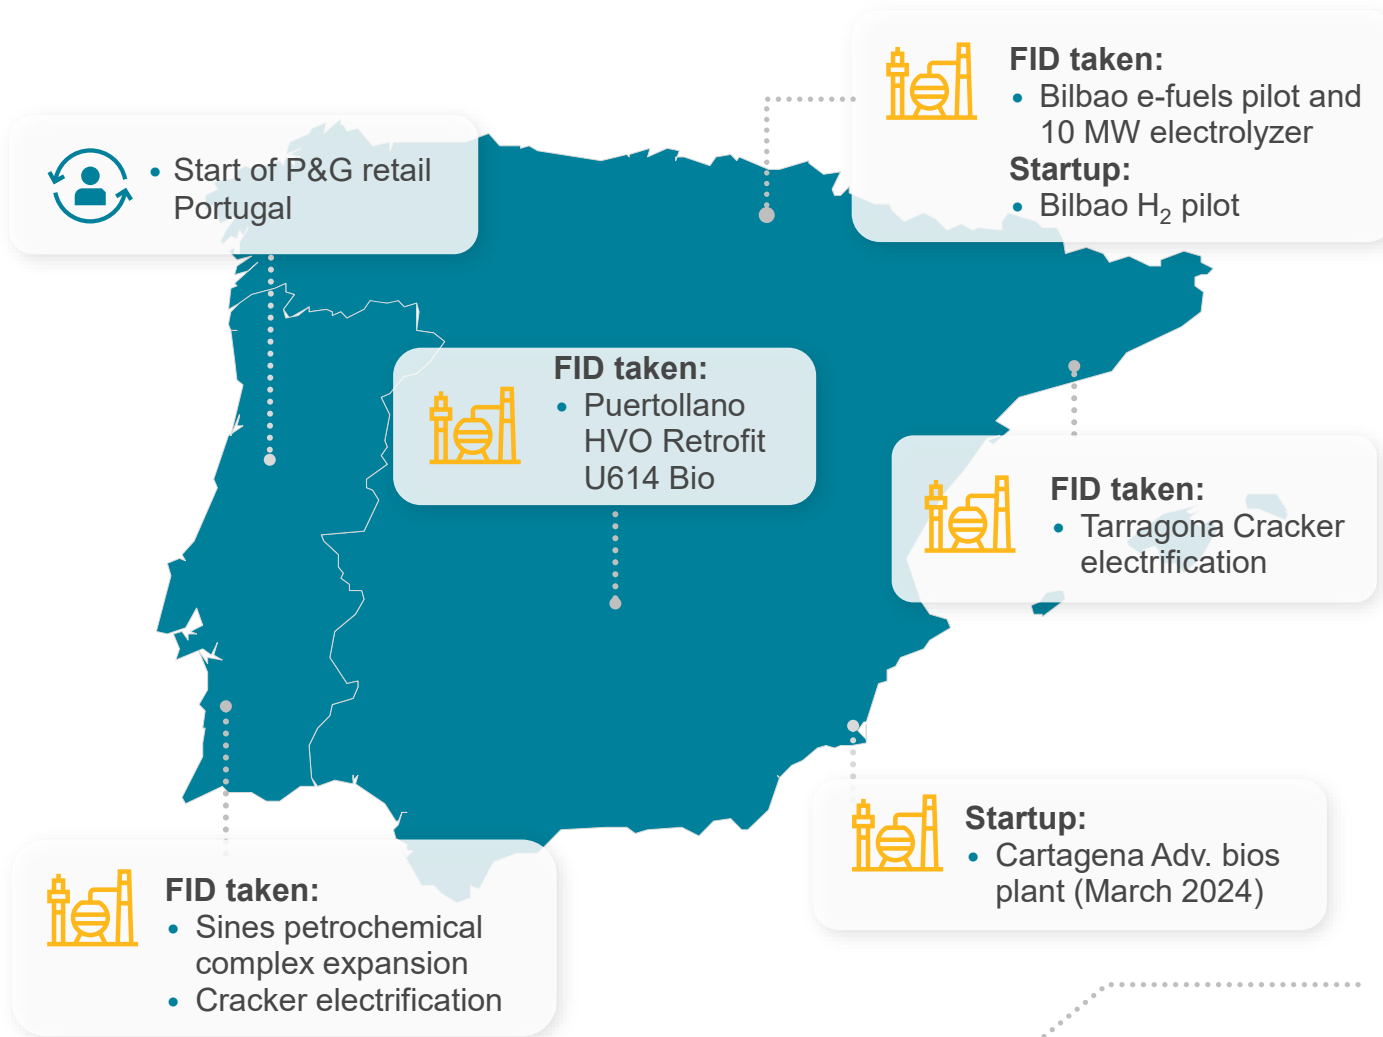 FID taken:
• Bilbao e-fuels pilot and
10 MW electrolyzer
Startup:
• Bilbao H₂ pilot
• Start of P&G retail
Portugal
FID taken:
• Puertollano
HVO Retrofit
U614 Bio
FID taken:
• Tarragona Cracker
electrification
Startup:
• Cartagena Adv. bios
plant (March 2024)
FID taken:
• Sines petrochemical
complex expansion
• Cracker electrification